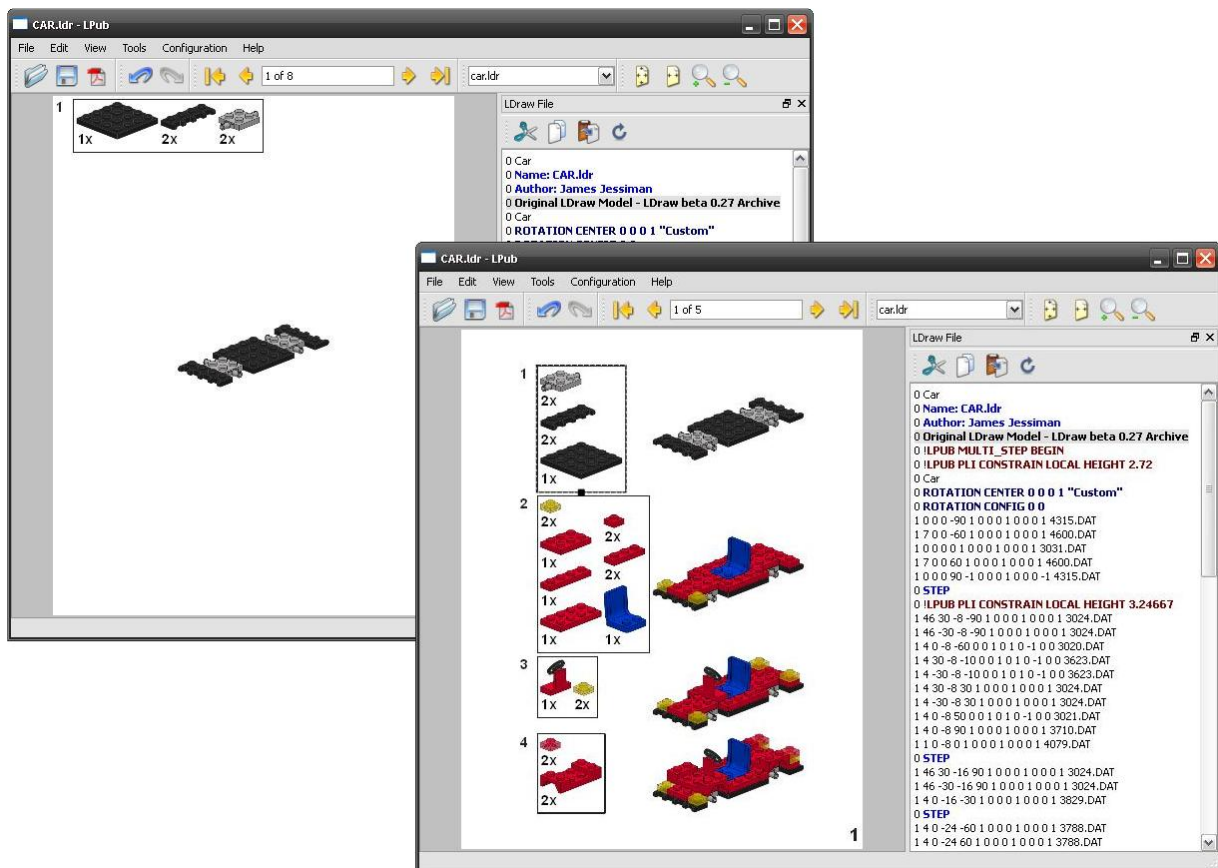 CAR.ldr - LPub
File Edit View Tools Configuration Help
1 of 8 car.ldr
LDraw File
1
1x 2x 2x
0 Car
0 Name: CAR.ldr
0 Author: James Jessiman
0 Original LDraw Model - LDraw beta 0.27 Archive
0 Car
0 ROTATION CENTER 0 0 0 1 "Custom"
CAR.ldr - LPub
File Edit View Tools Configuration Help
1 of 5 car.ldr
LDraw File
1
2x
2x
1x
2
2x
2x
1x
2x
1x
1x 1x
3
1x 2x
4
2x
2x
1
0 Car
0 Name: CAR.ldr
0 Author: James Jessiman
0 Original LDraw Model - LDraw beta 0.27 Archive
0 !LPUB MULTI_STEP BEGIN
0 !LPUB PLI CONSTRAIN LOCAL HEIGHT 2.72
0 Car
0 ROTATION CENTER 0 0 0 1 "Custom"
0 ROTATION CONFIG 0 0
1 0 0 0 -90 1 0 0 0 1 0 0 0 1 4315.DAT
1 7 0 0 -60 1 0 0 0 1 0 0 0 1 4600.DAT
1 0 0 0 0 1 0 0 0 1 0 0 0 1 3031.DAT
1 7 0 0 60 1 0 0 0 1 0 0 0 1 4600.DAT
1 0 0 0 90 -1 0 0 0 1 0 0 0 -1 4315.DAT
0 STEP
0 !LPUB PLI CONSTRAIN LOCAL HEIGHT 3.24667
1 46 30 -8 -90 1 0 0 0 1 0 0 0 1 3024.DAT
1 46 -30 -8 -90 1 0 0 0 1 0 0 0 1 3024.DAT
1 4 0 -8 -60 0 0 1 0 1 0 -1 0 0 3020.DAT
1 4 30 -8 -10 0 0 1 0 1 0 -1 0 0 3623.DAT
1 4 -30 -8 -10 0 0 1 0 1 0 -1 0 0 3623.DAT
1 4 30 -8 30 1 0 0 0 1 0 0 0 1 3024.DAT
1 4 -30 -8 30 1 0 0 0 1 0 0 0 1 3024.DAT
1 4 0 -8 50 0 0 1 0 1 0 -1 0 0 3021.DAT
1 4 0 -8 90 1 0 0 0 1 0 0 0 1 3710.DAT
1 1 0 -8 0 1 0 0 0 1 0 0 0 1 4079.DAT
0 STEP
1 46 30 -16 90 1 0 0 0 1 0 0 0 1 3024.DAT
1 46 -30 -16 90 1 0 0 0 1 0 0 0 1 3024.DAT
1 4 0 -16 -30 1 0 0 0 1 0 0 0 1 3829.DAT
0 STEP
1 4 0 -24 -60 1 0 0 0 1 0 0 0 1 3788.DAT
1 4 0 -24 60 1 0 0 0 1 0 0 0 1 3788.DAT